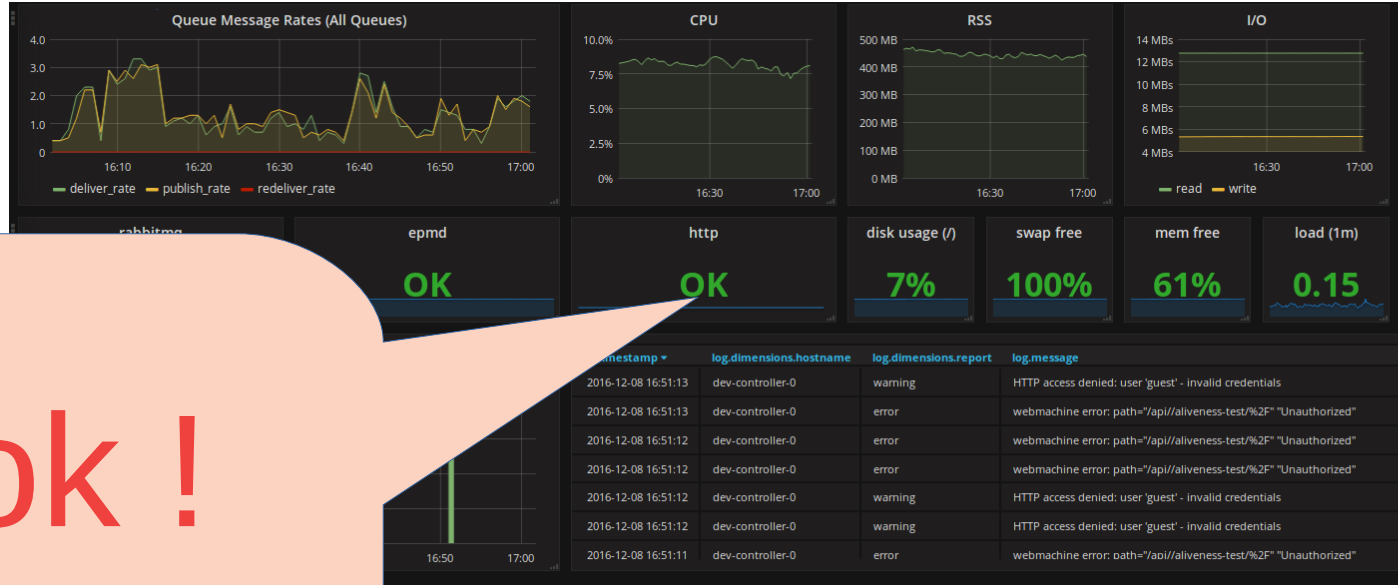 Queue Message Rates (All Queues)
4.0
3.0
2.0
1.0
0
16:10 16:20 16:30 16:40 16:50 17:00
deliver_rate publish_rate redeliver_rate
CPU
10.0%
7.5%
5.0%
2.5%
0%
16:30 17:00
RSS
500 MB
400 MB
300 MB
200 MB
100 MB
0 MB
16:30 17:00
I/O
14 MBs
12 MBs
10 MBs
8 MBs
6 MBs
4 MBs
16:30 17:00
read write
rabbitmq
epmd
OK
http
OK
disk usage (/)
7%
swap free
100%
mem free
61%
load (1m)
0.15
ok !
16:50 17:00
log.dimensions.hostname log.dimensions.report log.message
2016-12-08 16:51:13 dev-controller-0 warning HTTP access denied: user 'guest' - invalid credentials
2016-12-08 16:51:13 dev-controller-0 error webmachine error: path="/api//aliveness-test/%2F" "Unauthorized"
2016-12-08 16:51:12 dev-controller-0 error webmachine error: path="/api//aliveness-test/%2F" "Unauthorized"
2016-12-08 16:51:12 dev-controller-0 error webmachine error: path="/api//aliveness-test/%2F" "Unauthorized"
2016-12-08 16:51:12 dev-controller-0 warning HTTP access denied: user 'guest' - invalid credentials
2016-12-08 16:51:12 dev-controller-0 warning HTTP access denied: user 'guest' - invalid credentials
2016-12-08 16:51:11 dev-controller-0 error webmachine error: path="/api//aliveness-test/%2F" "Unauthorized"